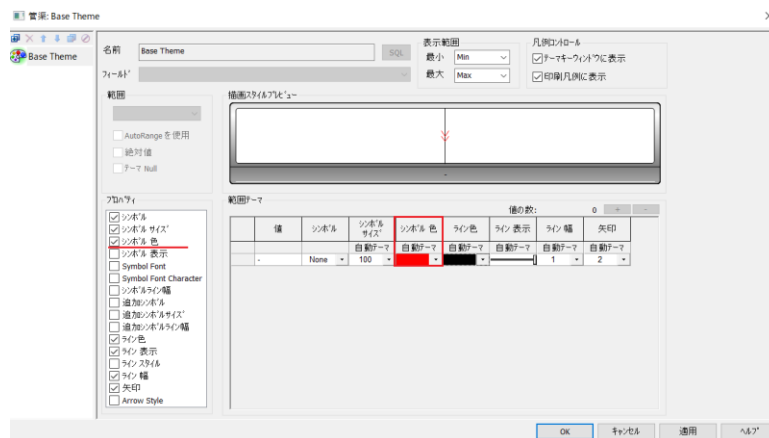 管渠: Base Theme
Base Theme
名前 Base Theme SQL
フィールド
表示範囲
最小 Min
最大 Max
凡例コントロール
テーマキーウィンドウに表示
印刷凡例に表示
範囲
AutoRangeを使用
絶対値
テーマ Null
描画スタイルプレビュー
プロパティ
シンボル
シンボル サイズ
シンボル 色
シンボル 表示
Symbol Font
Symbol Font Character
シンボルライン幅
追加シンボル
追加シンボルサイズ
追加シンボルライン幅
ライン色
ライン 表示
ライン スタイル
ライン 幅
矢印
Arrow Style
範囲テーマ
値の数: 0 + -
値 シンボル シンボル サイズ シンボル 色 ライン色 ライン 表示 ライン 幅 矢印
自動テーマ 自動テーマ 自動テーマ 自動テーマ 自動テーマ 自動テーマ
- None 100 1 2
OK キャンセル 適用 ヘルプ